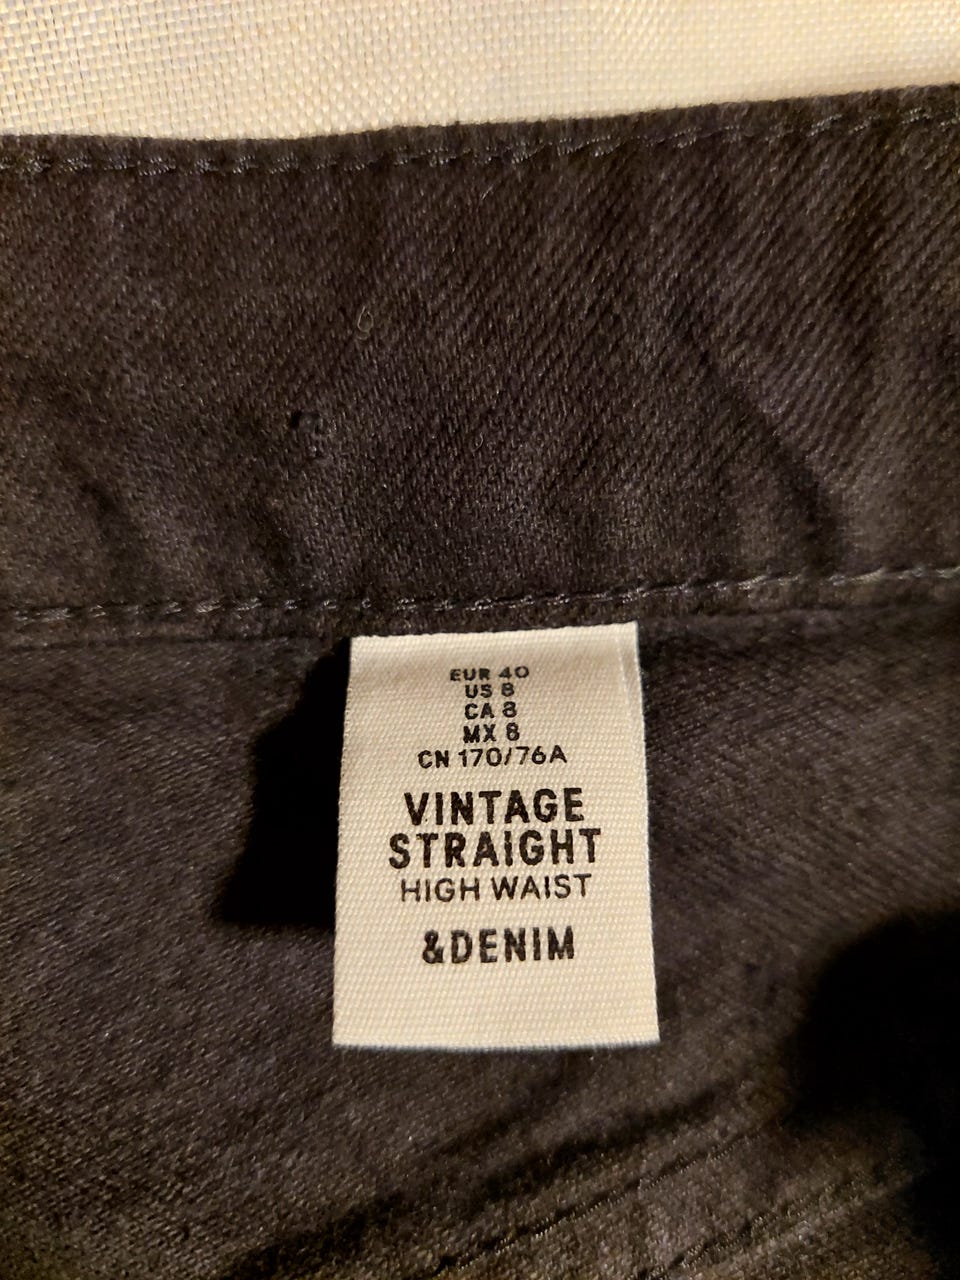 EUR 40
US 8
CA 8
MX 8
CN 170/76A
VINTAGE
STRAIGHT
HIGH WAIST
&DENIM